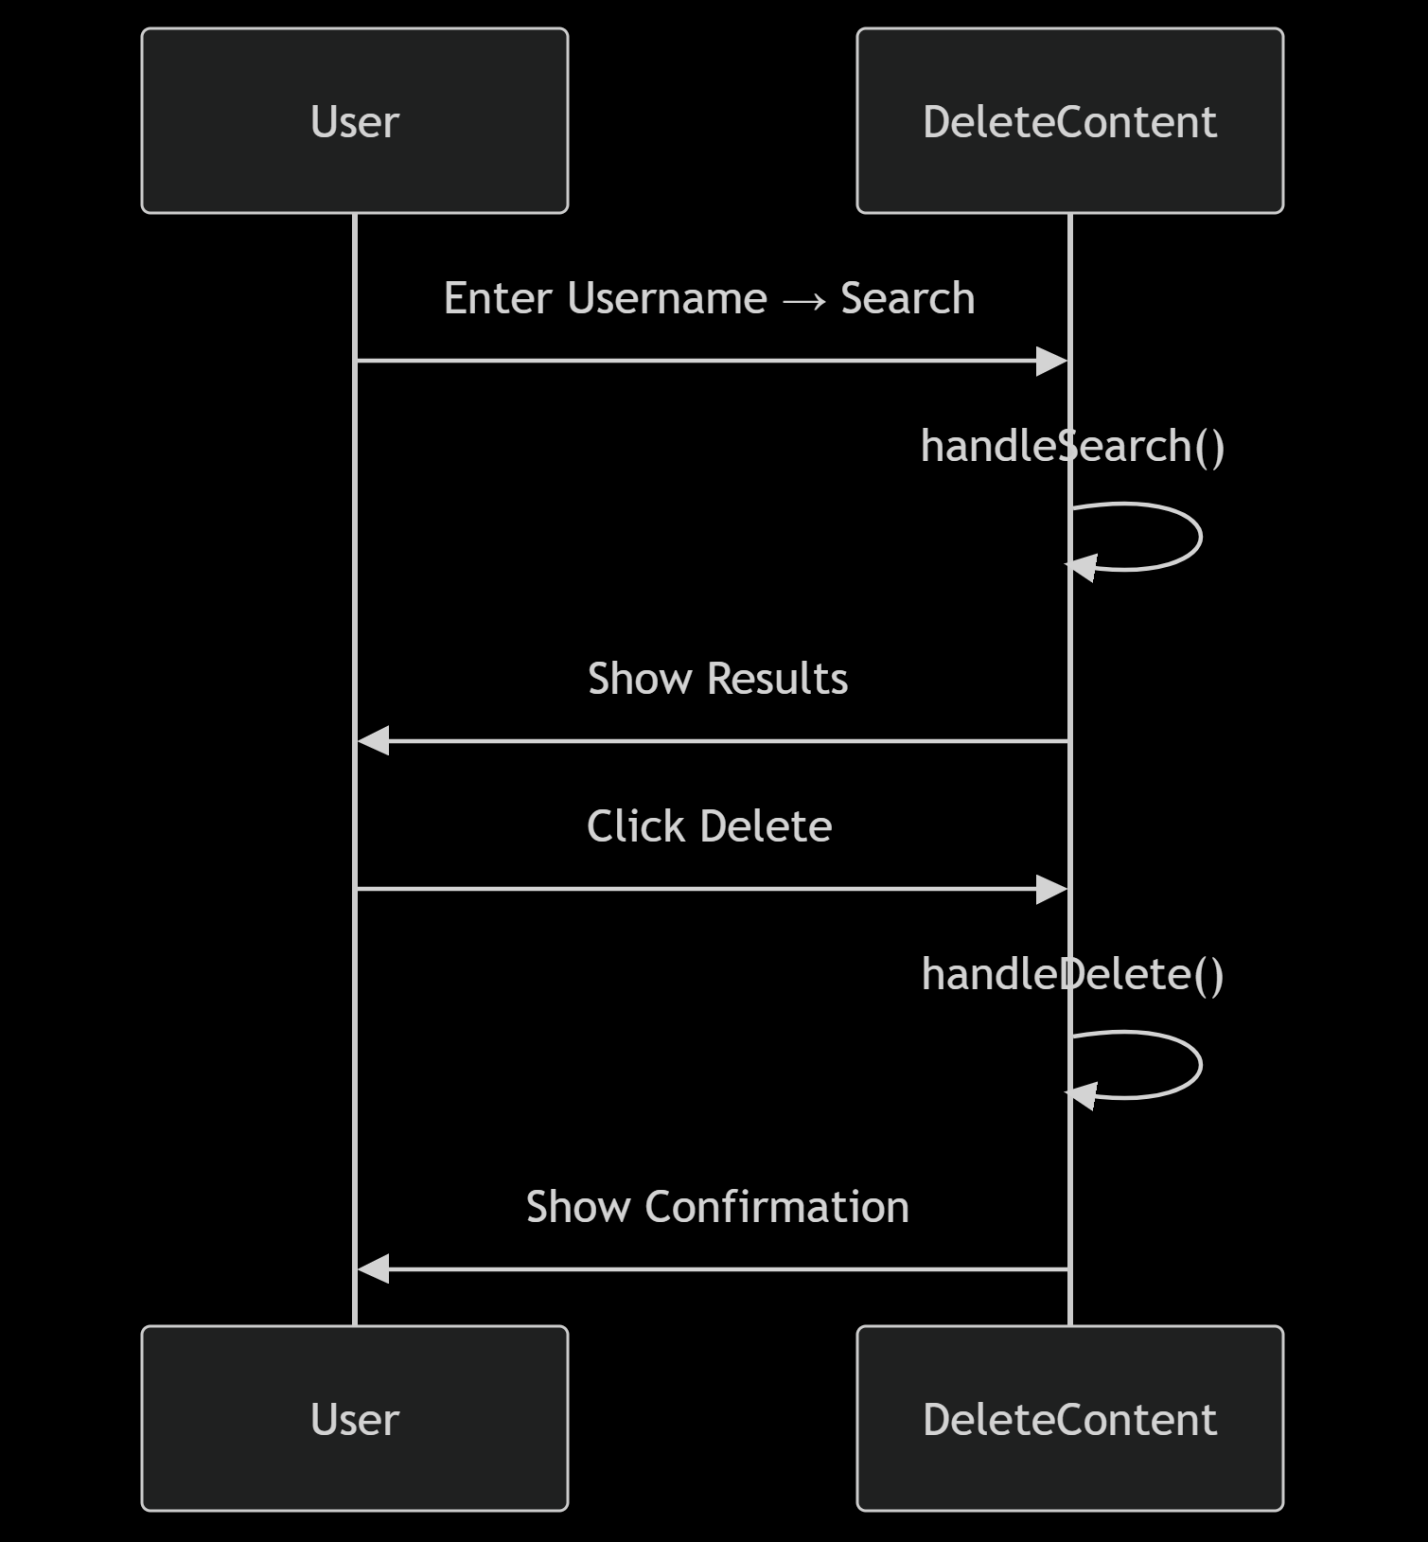 User
DeleteContent
Enter Username → Search
handleSearch()
Show Results
Click Delete
handleDelete()
Show Confirmation
User
DeleteContent